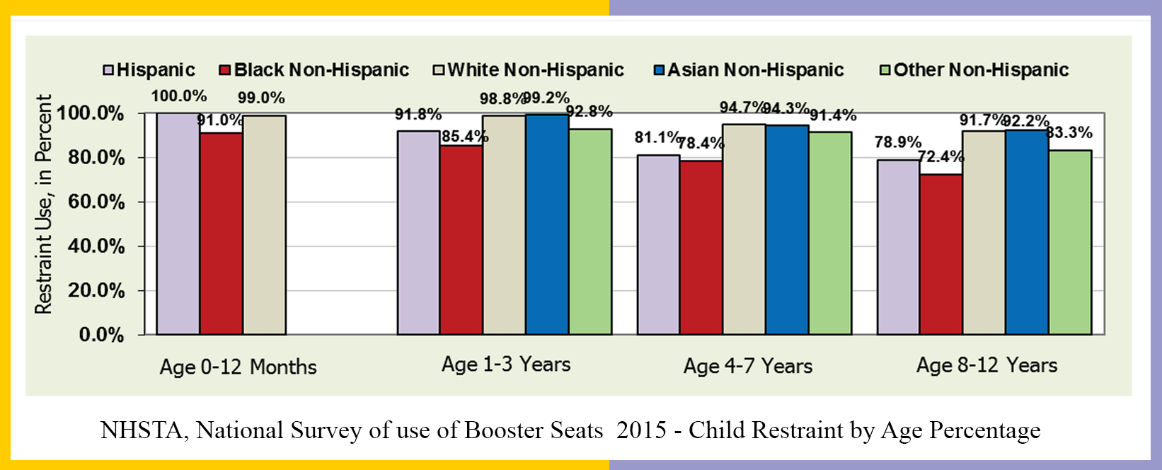 Hispanic Black Non-Hispanic White Non-Hispanic Asian Non-Hispanic Other Non-Hispanic
Restraint Use, in Percent
100.0%
80.0%
60.0%
40.0%
20.0%
0.0%
100.0% 91.0% 99.0%
91.8% 85.4% 98.8% 99.2% 92.8%
81.1% 78.4% 94.7% 94.3% 91.4%
78.9% 72.4% 91.7% 92.2% 83.3%
Age 0-12 Months Age 1-3 Years Age 4-7 Years Age 8-12 Years
NHSTA, National Survey of use of Booster Seats 2015 - Child Restraint by Age Percentage